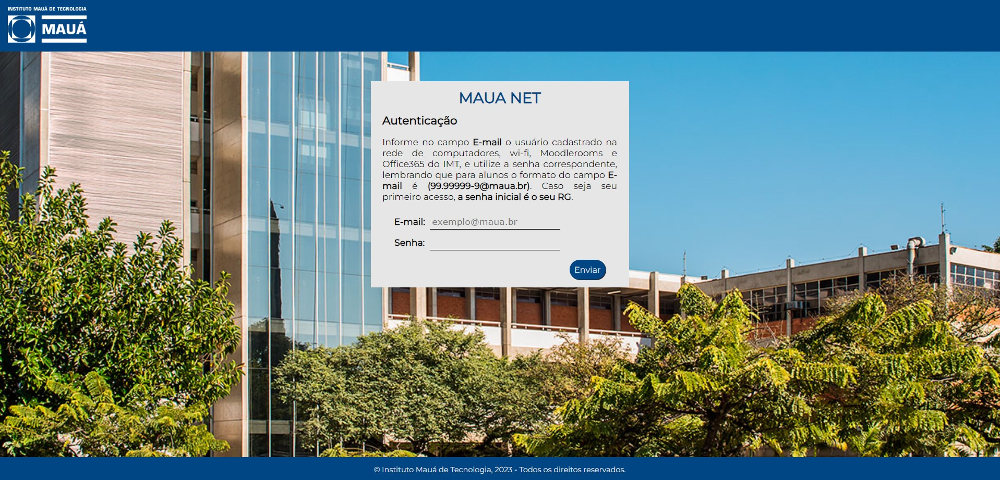 INSTITUTO MAUÁ DE TECNOLOGIA
MAUÁ
MAUA NET
Autenticação
Informe no campo E-mail o usuário cadastrado na
rede de computadores, wi-fi, Moodlerooms e
Office365 do IMT, e utilize a senha correspondente,
lembrando que para alunos o formato do campo E-
mail é (99.99999-9@maua.br). Caso seja seu
primeiro acesso, a senha inicial é o seu RG.
E-mail: exemplo@maua.br
Senha:
Enviar
© Instituto Mauá de Tecnologia, 2023 - Todos os direitos reservados.